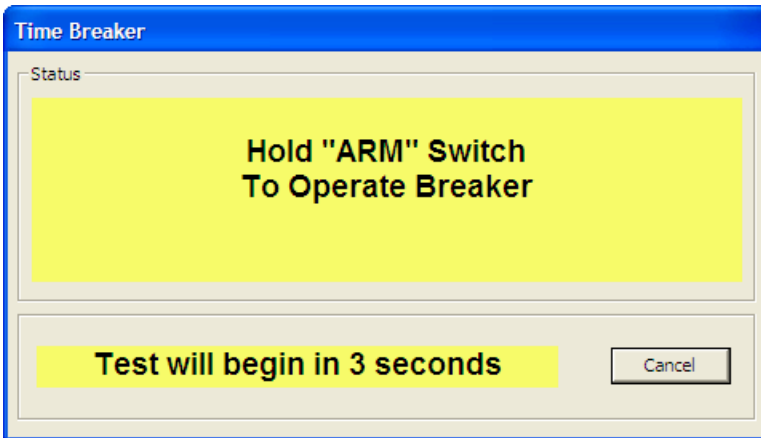 Time Breaker
Status
Hold "ARM" Switch
To Operate Breaker
Test will begin in 3 seconds
Cancel